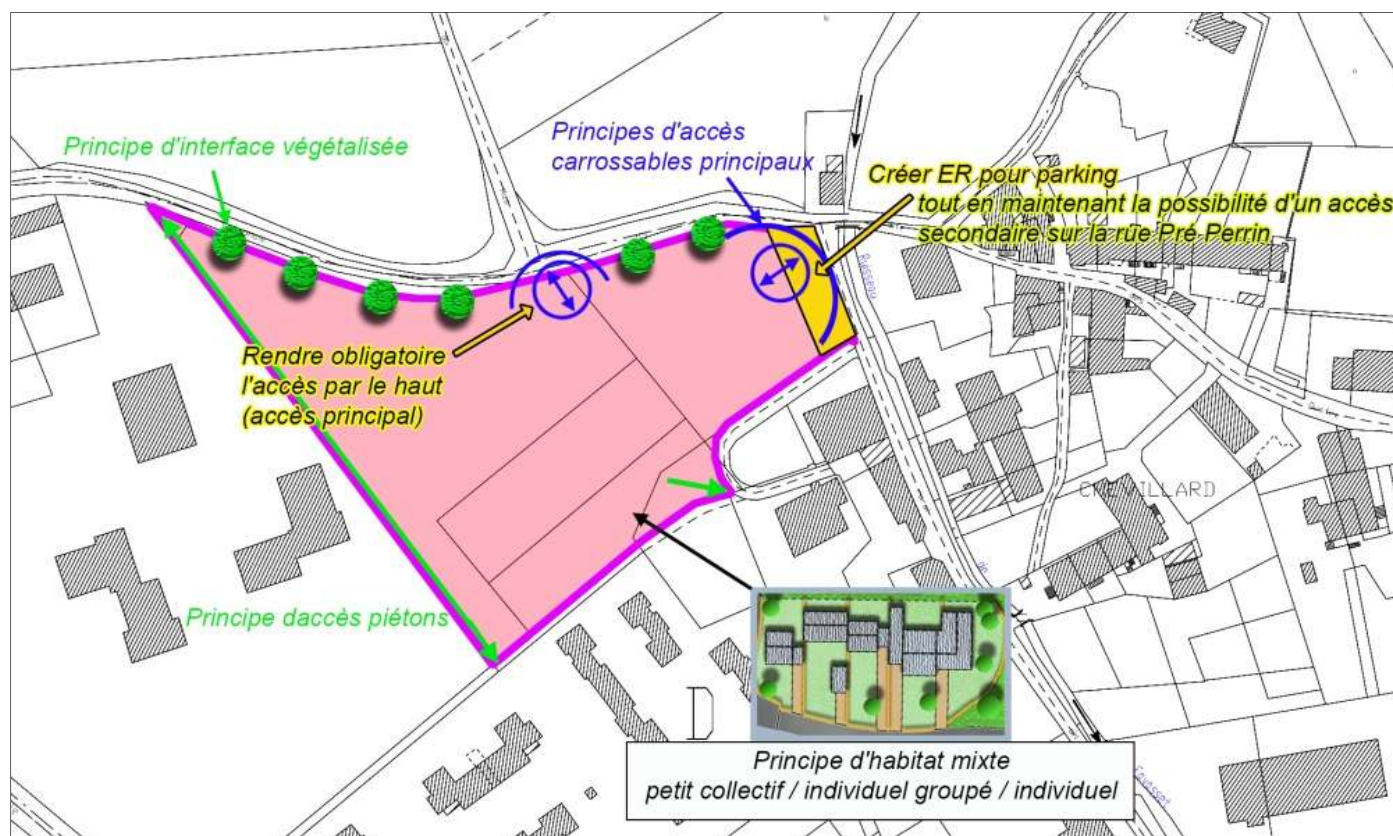 Principe d'interface végétalisée
Principes d'accès
carrossables principaux
Créer ER pour parking
tout en maintenant la possibilité d'un accès
secondaire sur la rue Pré Perrin
Ruisseau
Rendre obligatoire
l'accès par le haut
(accès principal)
CHEVILLARD
Principe daccès piétons
D
Principe d'habitat mixte
petit collectif / individuel groupé / individuel